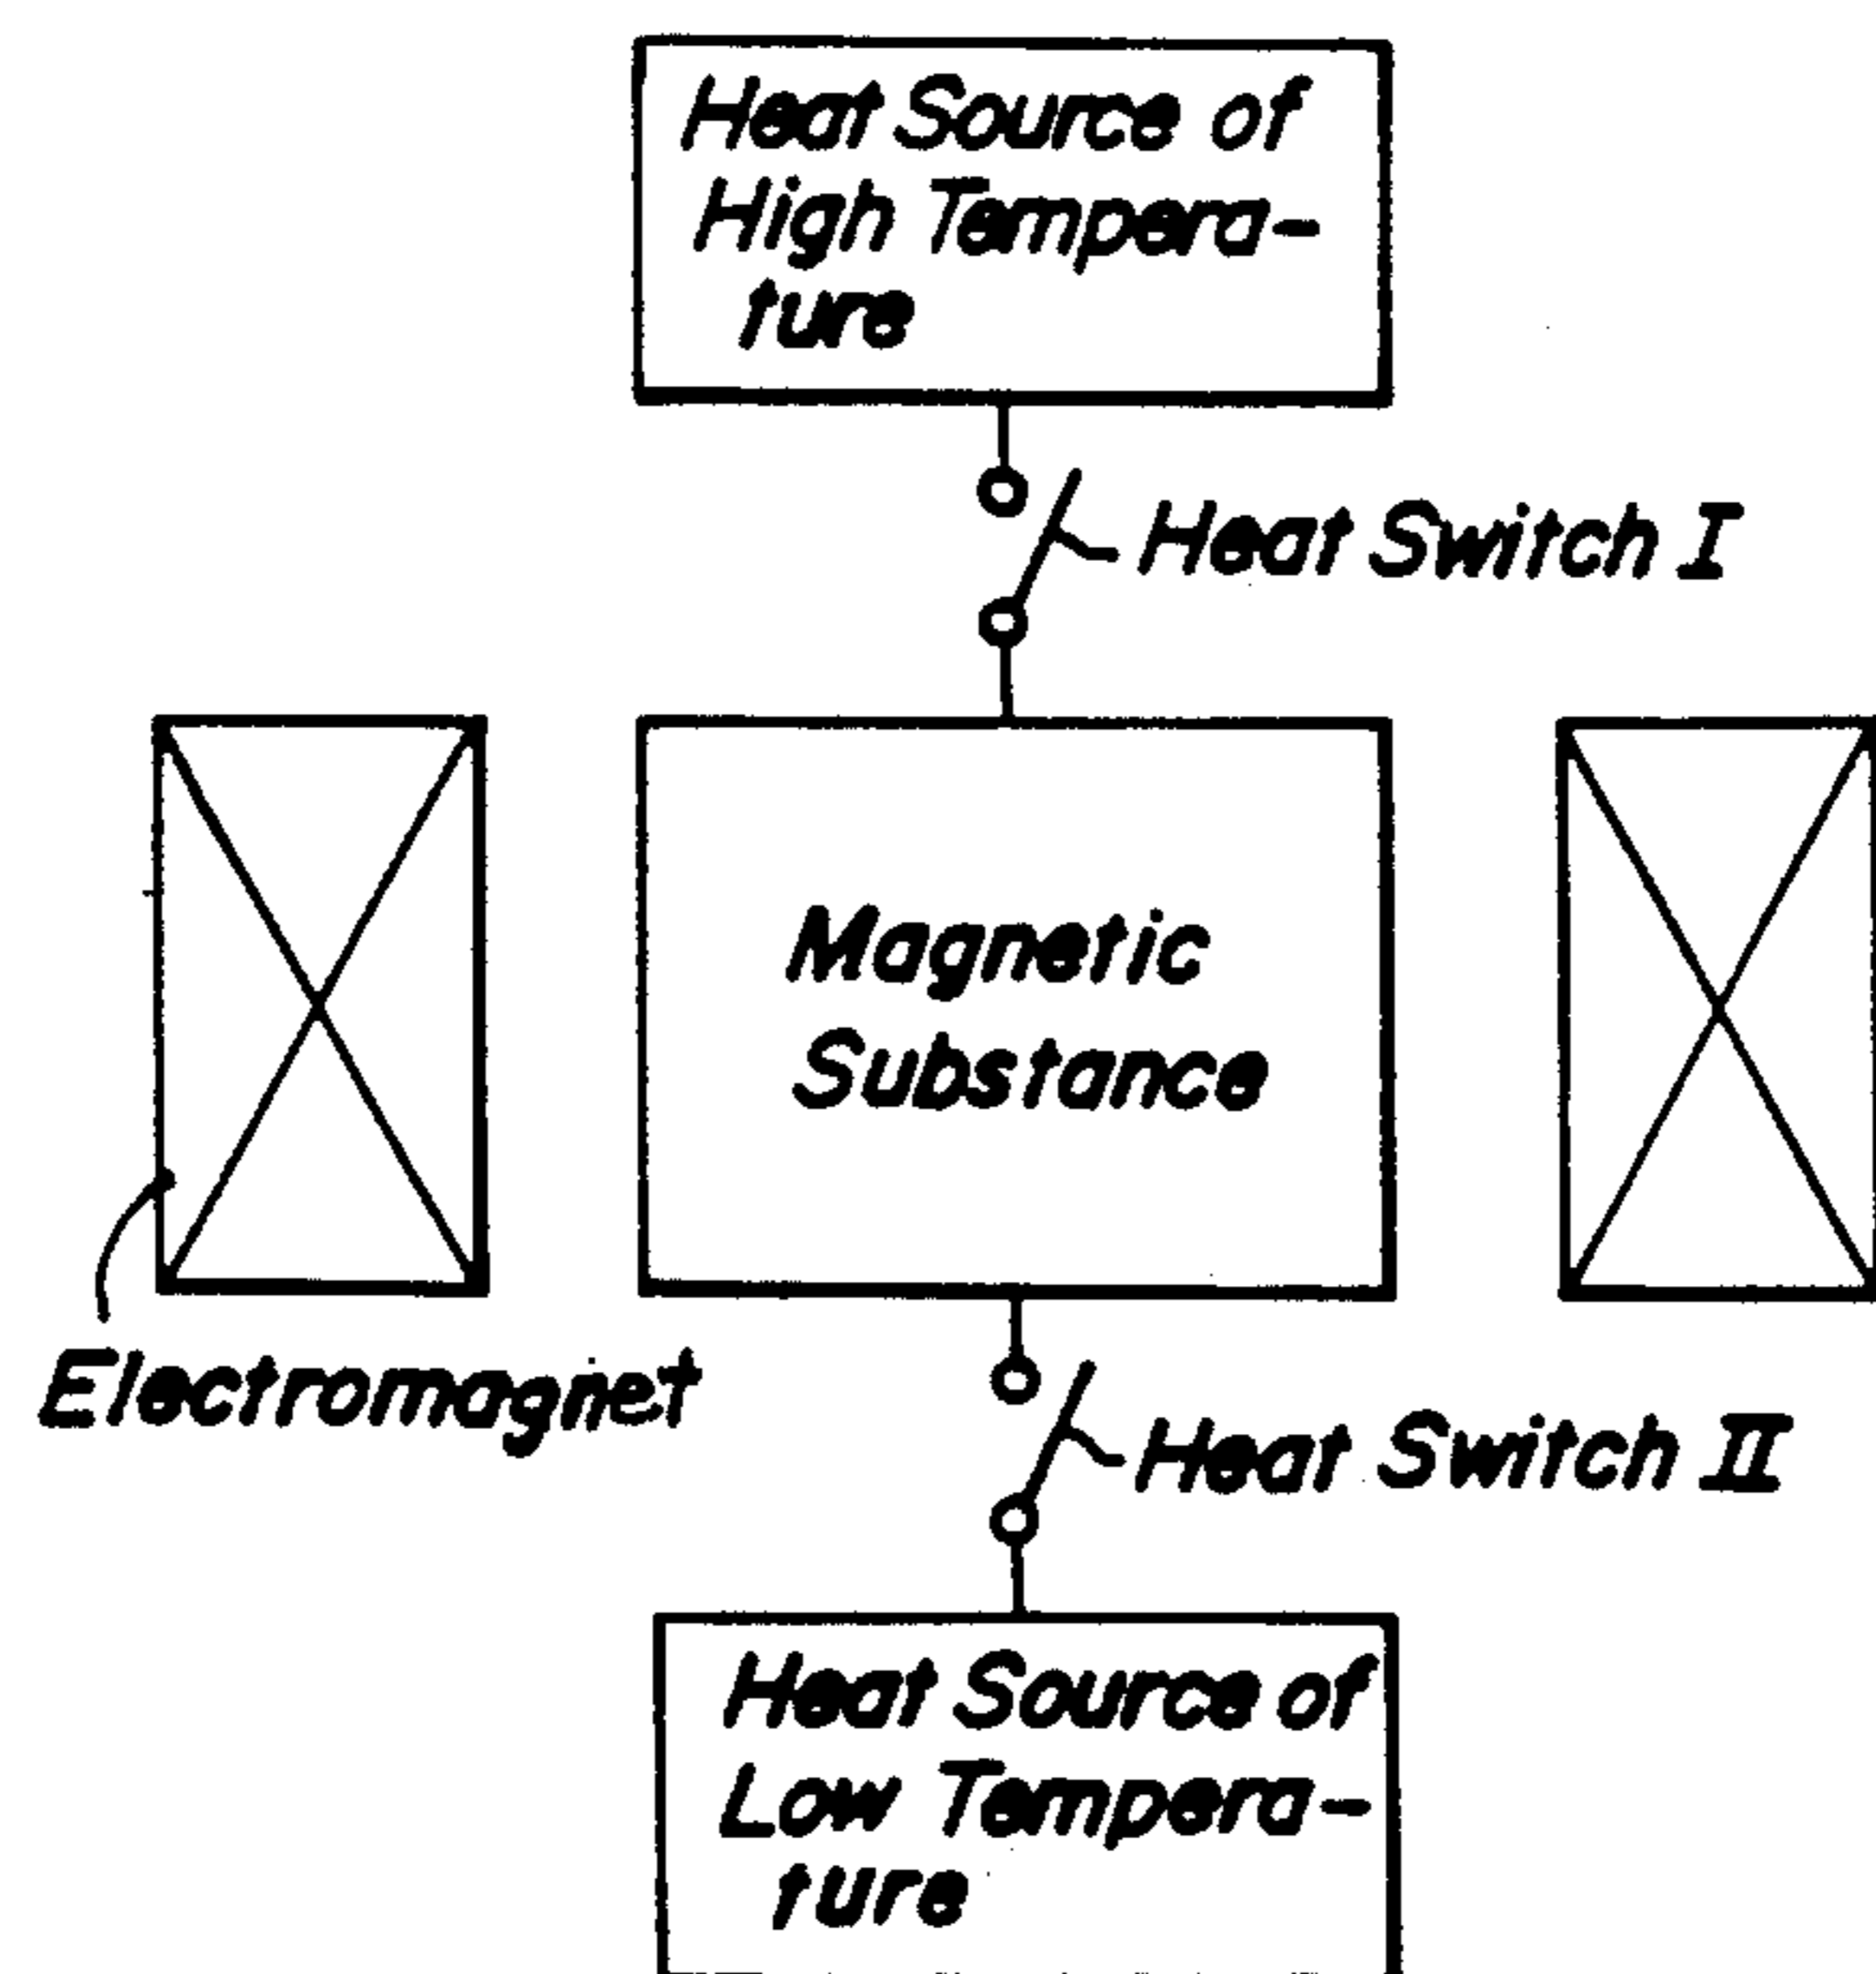 Heat Source of
High Tempera-
ture
Heat Switch I
Magnetic
Substance
Electromagnet
Heat Switch II
Heat Source of
Low Tempera-
ture